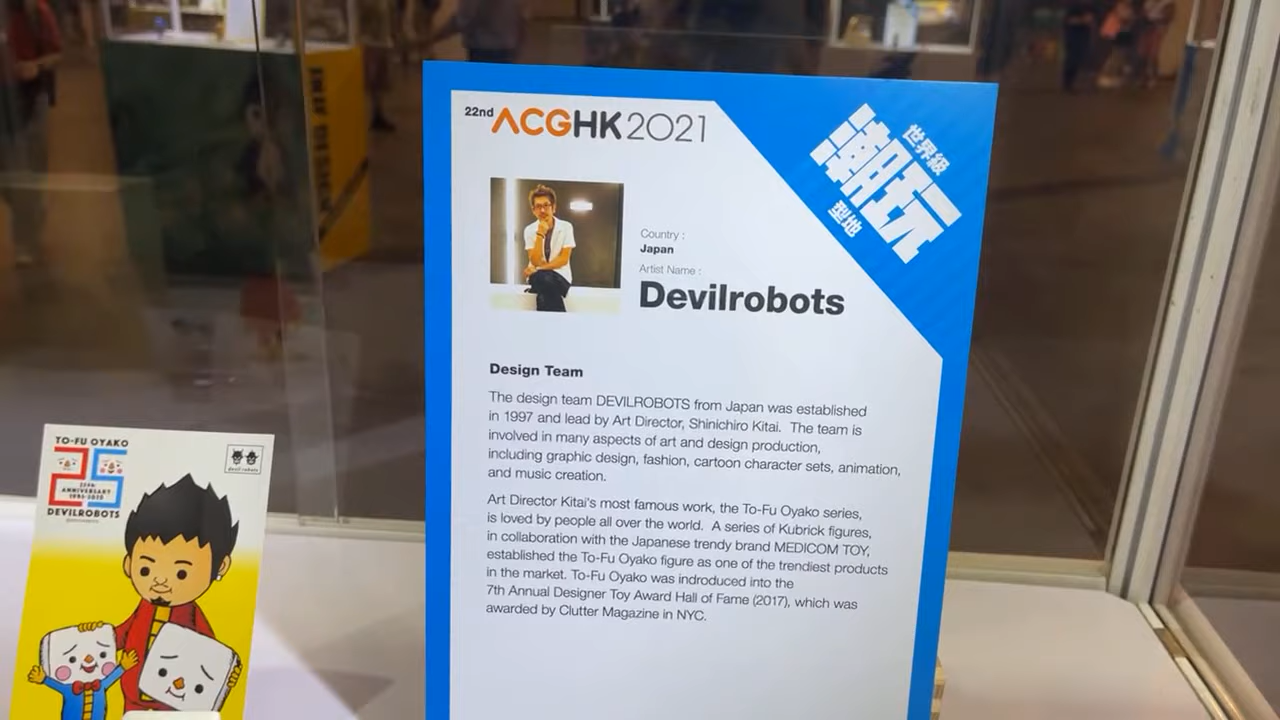 22nd ACGHK2021
世界級
潮玩
型地
Country :
Japan
Artist Name :
Devilrobots
Design Team
The design team DEVILROBOTS from Japan was established
in 1997 and lead by Art Director, Shinichiro Kitai. The team is
involved in many aspects of art and design production,
including graphic design, fashion, cartoon character sets, animation,
and music creation.
Art Director Kitai's most famous work, the To-Fu Oyako series,
is loved by people all over the world. A series of Kubrick figures,
in collaboration with the Japanese trendy brand MEDICOM TOY,
established the To-Fu Oyako figure as one of the trendiest products
in the market. To-Fu Oyako was indroduced into the
7th Annual Designer Toy Award Hall of Fame (2017), which was
awarded by Clutter Magazine in NYC.
TO-FU OYAKO
25
ANNIVERSARY
DEVILROBOTS
devilrobots